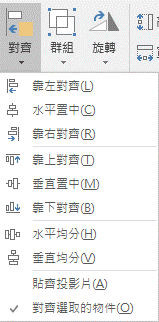 對齊 群組 旋轉
靠左對齊(L)
水平置中(C)
靠右對齊(R)
靠上對齊(T)
垂直置中(M)
靠下對齊(B)
水平均分(H)
垂直均分(V)
貼齊投影片(A)
對齊選取的物件(O)